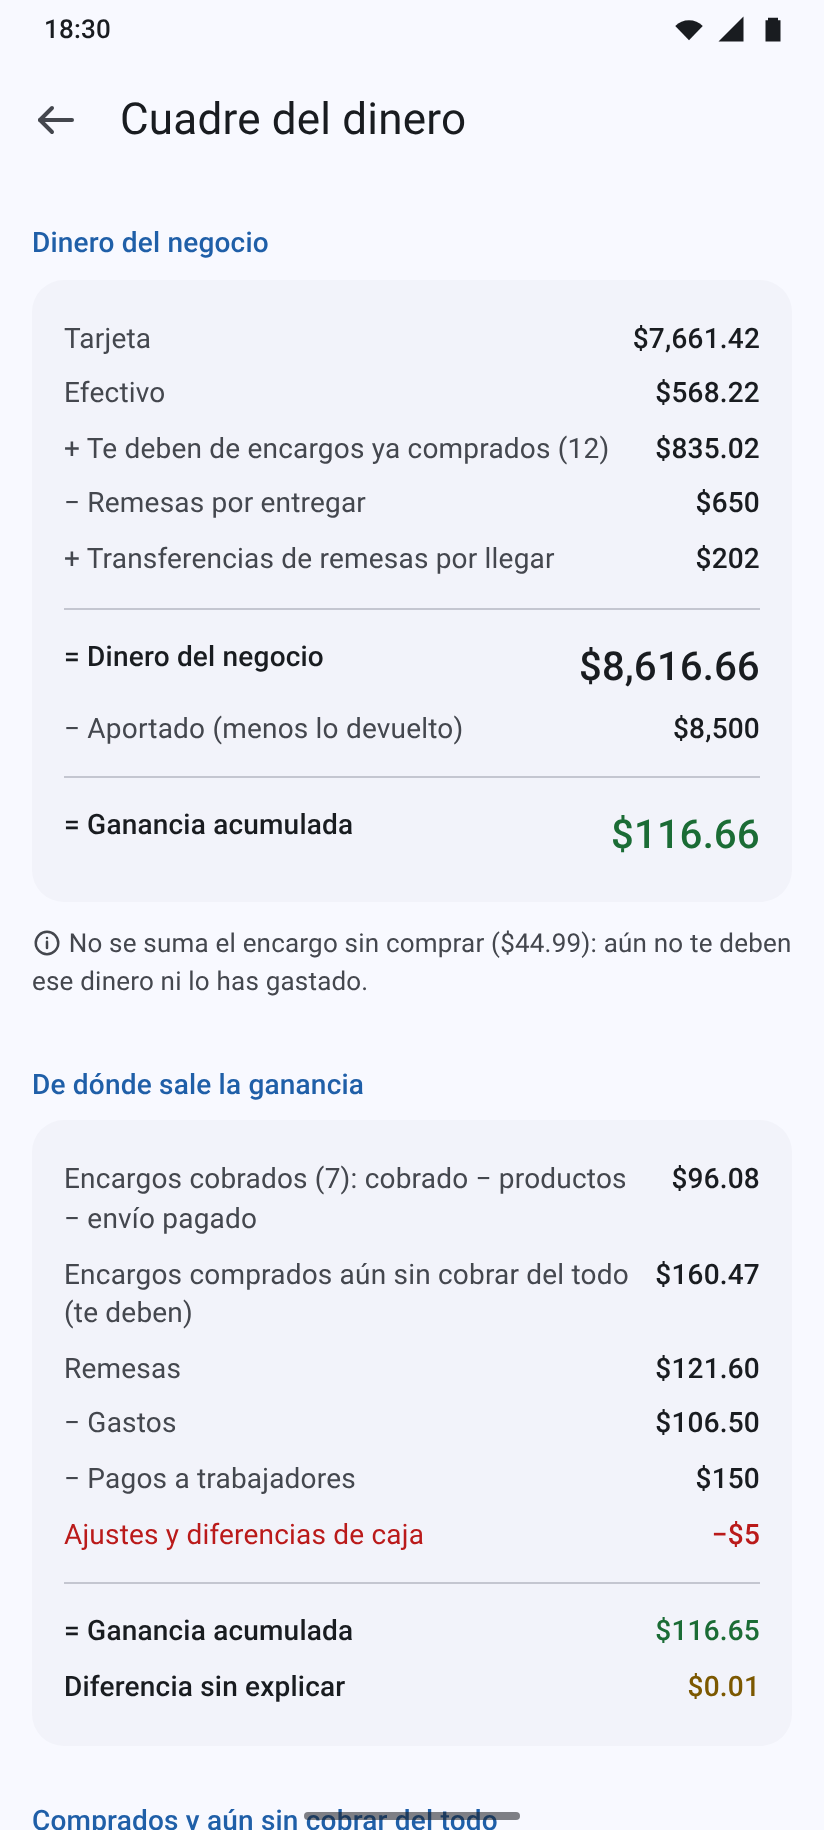 18:30
Cuadre del dinero
Dinero del negocio
Tarjeta $7,661.42
Efectivo $568.22
+ Te deben de encargos ya comprados (12) $835.02
− Remesas por entregar $650
+ Transferencias de remesas por llegar $202
= Dinero del negocio $8,616.66
− Aportado (menos lo devuelto) $8,500
= Ganancia acumulada $116.66
No se suma el encargo sin comprar ($44.99): aún no te deben
ese dinero ni lo has gastado.
De dónde sale la ganancia
Encargos cobrados (7): cobrado − productos $96.08
− envío pagado
Encargos comprados aún sin cobrar del todo $160.47
(te deben)
Remesas $121.60
− Gastos $106.50
− Pagos a trabajadores $150
Ajustes y diferencias de caja −$5
= Ganancia acumulada $116.65
Diferencia sin explicar $0.01
Comprados y aún sin cobrar del todo